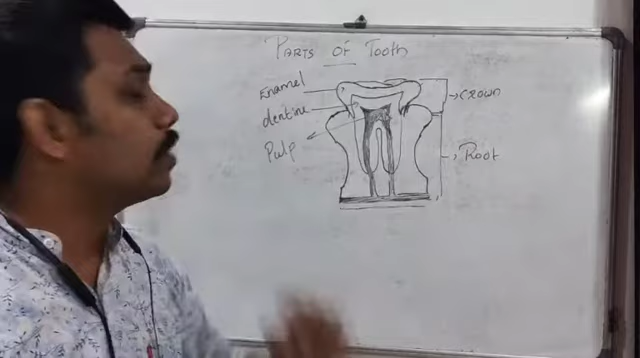 Parts of Tooth
Enamel
dentine
Pulp
Crown
Root